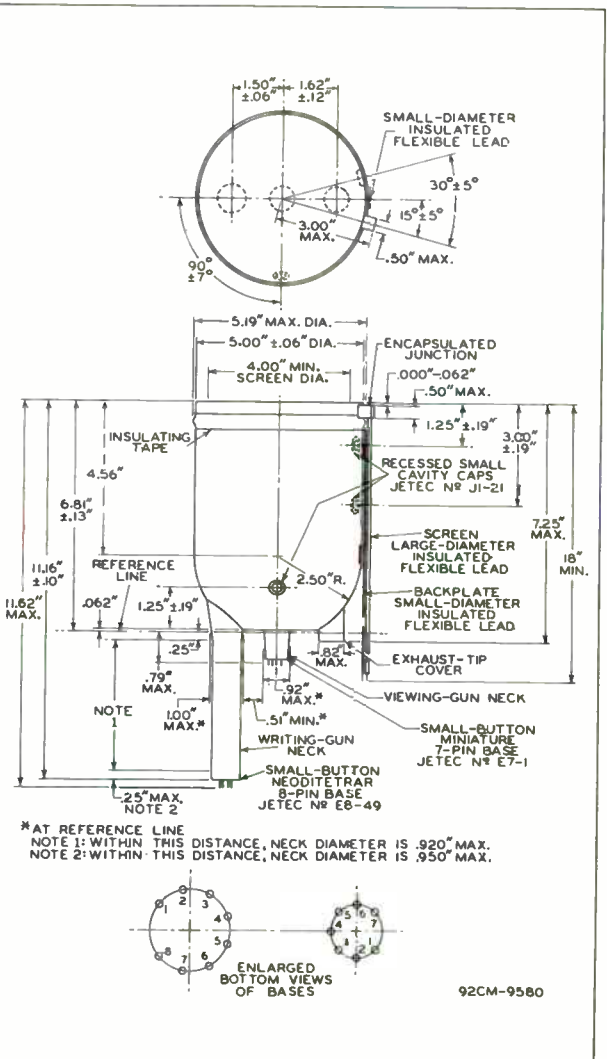 1.50" ±.06"
1.62" ±.12"
SMALL-DIAMETER
INSULATED
FLEXIBLE LEAD
30°±5°
15°±5°
3.00"
MAX.
.50" MAX.
90°
±7°
5.19" MAX. DIA.
5.00" ±.06" DIA.
4.00" MIN.
SCREEN DIA.
ENCAPSULATED
JUNCTION
.000"-.062"
.50" MAX.
1.25" ±.19"
3.00"
±.19"
INSULATING
TAPE
4.56"
RECESSED SMALL
CAVITY CAPS
JETEC Nº J1-21
6.81"
±.13"
7.25"
MAX.
18"
MIN.
SCREEN
LARGE-DIAMETER
INSULATED
FLEXIBLE LEAD
11.16"
±.10"
REFERENCE
LINE
2.50" R.
11.62"
MAX.
.062"
1.25" ±.19"
BACKPLATE
SMALL-DIAMETER
INSULATED
FLEXIBLE LEAD
.25"
.82"
MAX.
EXHAUST-TIP
COVER
.79"
MAX.
.92"
MAX.*
VIEWING-GUN NECK
NOTE
1
1.00"
MAX.*
.51" MIN.*
WRITING-GUN
NECK
SMALL-BUTTON
MINIATURE
7-PIN BASE
JETEC Nº E7-1
SMALL-BUTTON
NEODITETRAR
8-PIN BASE
JETEC Nº E8-49
.25" MAX.
NOTE 2
*AT REFERENCE LINE
NOTE 1: WITHIN THIS DISTANCE, NECK DIAMETER IS .920" MAX.
NOTE 2: WITHIN THIS DISTANCE, NECK DIAMETER IS .950" MAX.
1 2 3 4 5 6 7 8
4 5 6 7 1 2
ENLARGED
BOTTOM VIEWS
OF BASES
92CM-9580